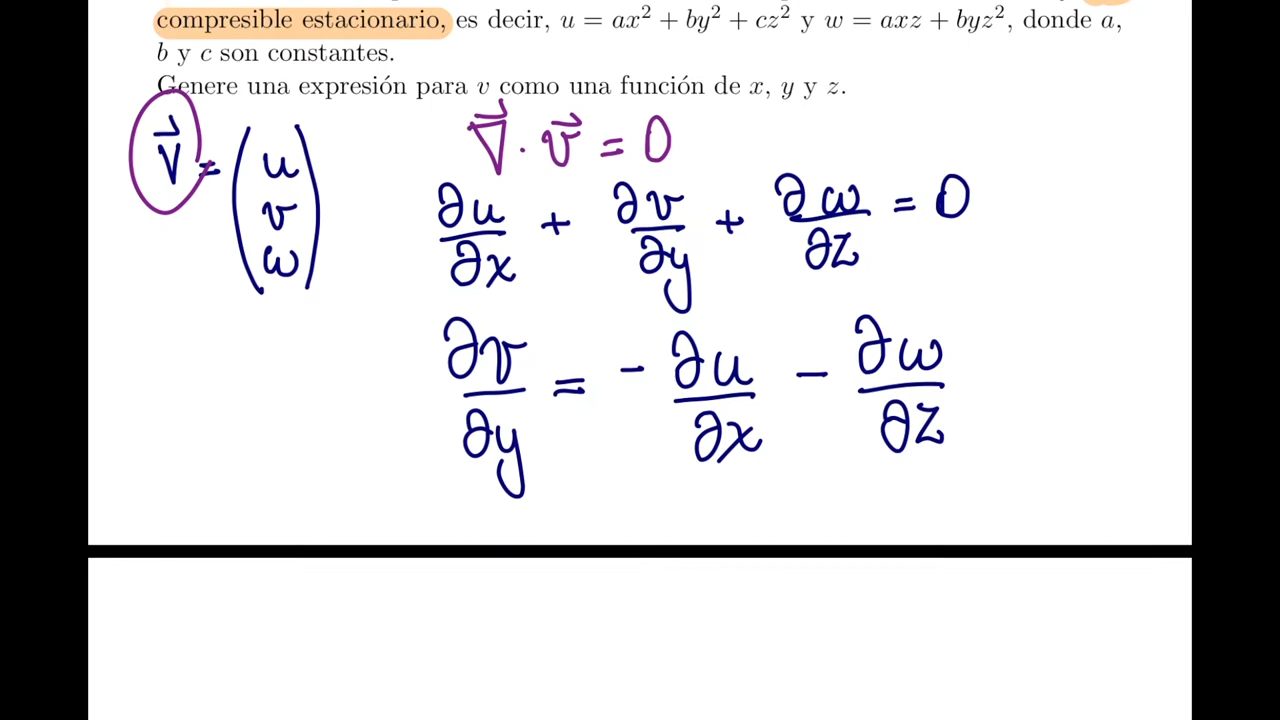 compresible estacionario, es decir, u = ax² + by² + cz² y w = axz + byz², donde a,
b y c son constantes.
Genere una expresión para v como una función de x, y y z.
V⃗ = (u v w)
∇⃗ · v⃗ = 0
∂u/∂x + ∂v/∂y + ∂w/∂z = 0
∂v/∂y = - ∂u/∂x - ∂w/∂z